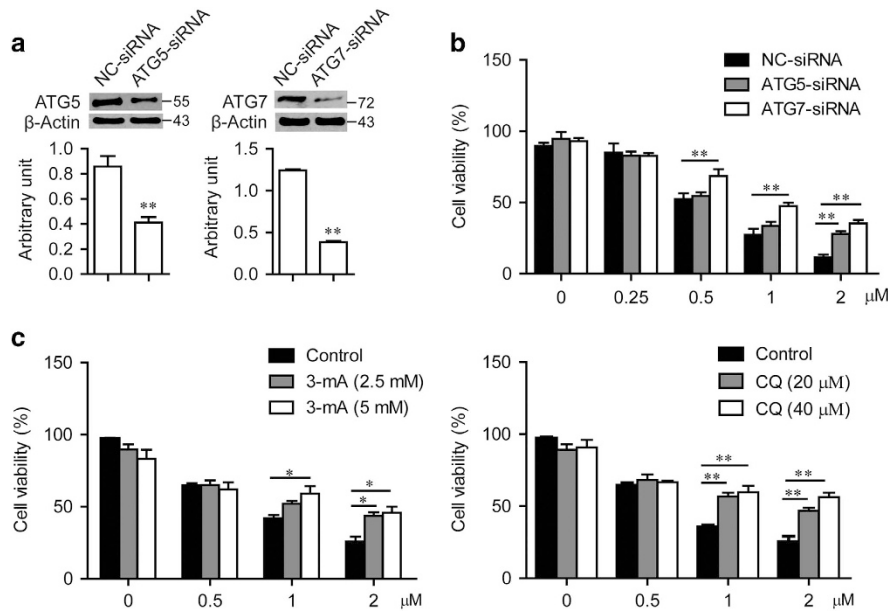 a
NC-siRNA
ATG5-siRNA
ATG5
55
β-Actin
43
Arbitrary unit
1.0
0.8
0.6
0.4
0.2
0.0
**
NC-siRNA
ATG7-siRNA
ATG7
72
β-Actin
43
Arbitrary unit
1.5
1.0
0.5
0.0
**
b
NC-siRNA
ATG5-siRNA
ATG7-siRNA
Cell viability (%)
150
100
50
0
**
**
**
**
0 0.25 0.5 1 2 μM
c
Control
3-mA (2.5 mM)
3-mA (5 mM)
Cell viability (%)
150
100
50
0
*
*
*
0 0.5 1 2 μM
Control
CQ (20 μM)
CQ (40 μM)
Cell viability (%)
150
100
50
0
**
**
**
**
0 0.5 1 2 μM